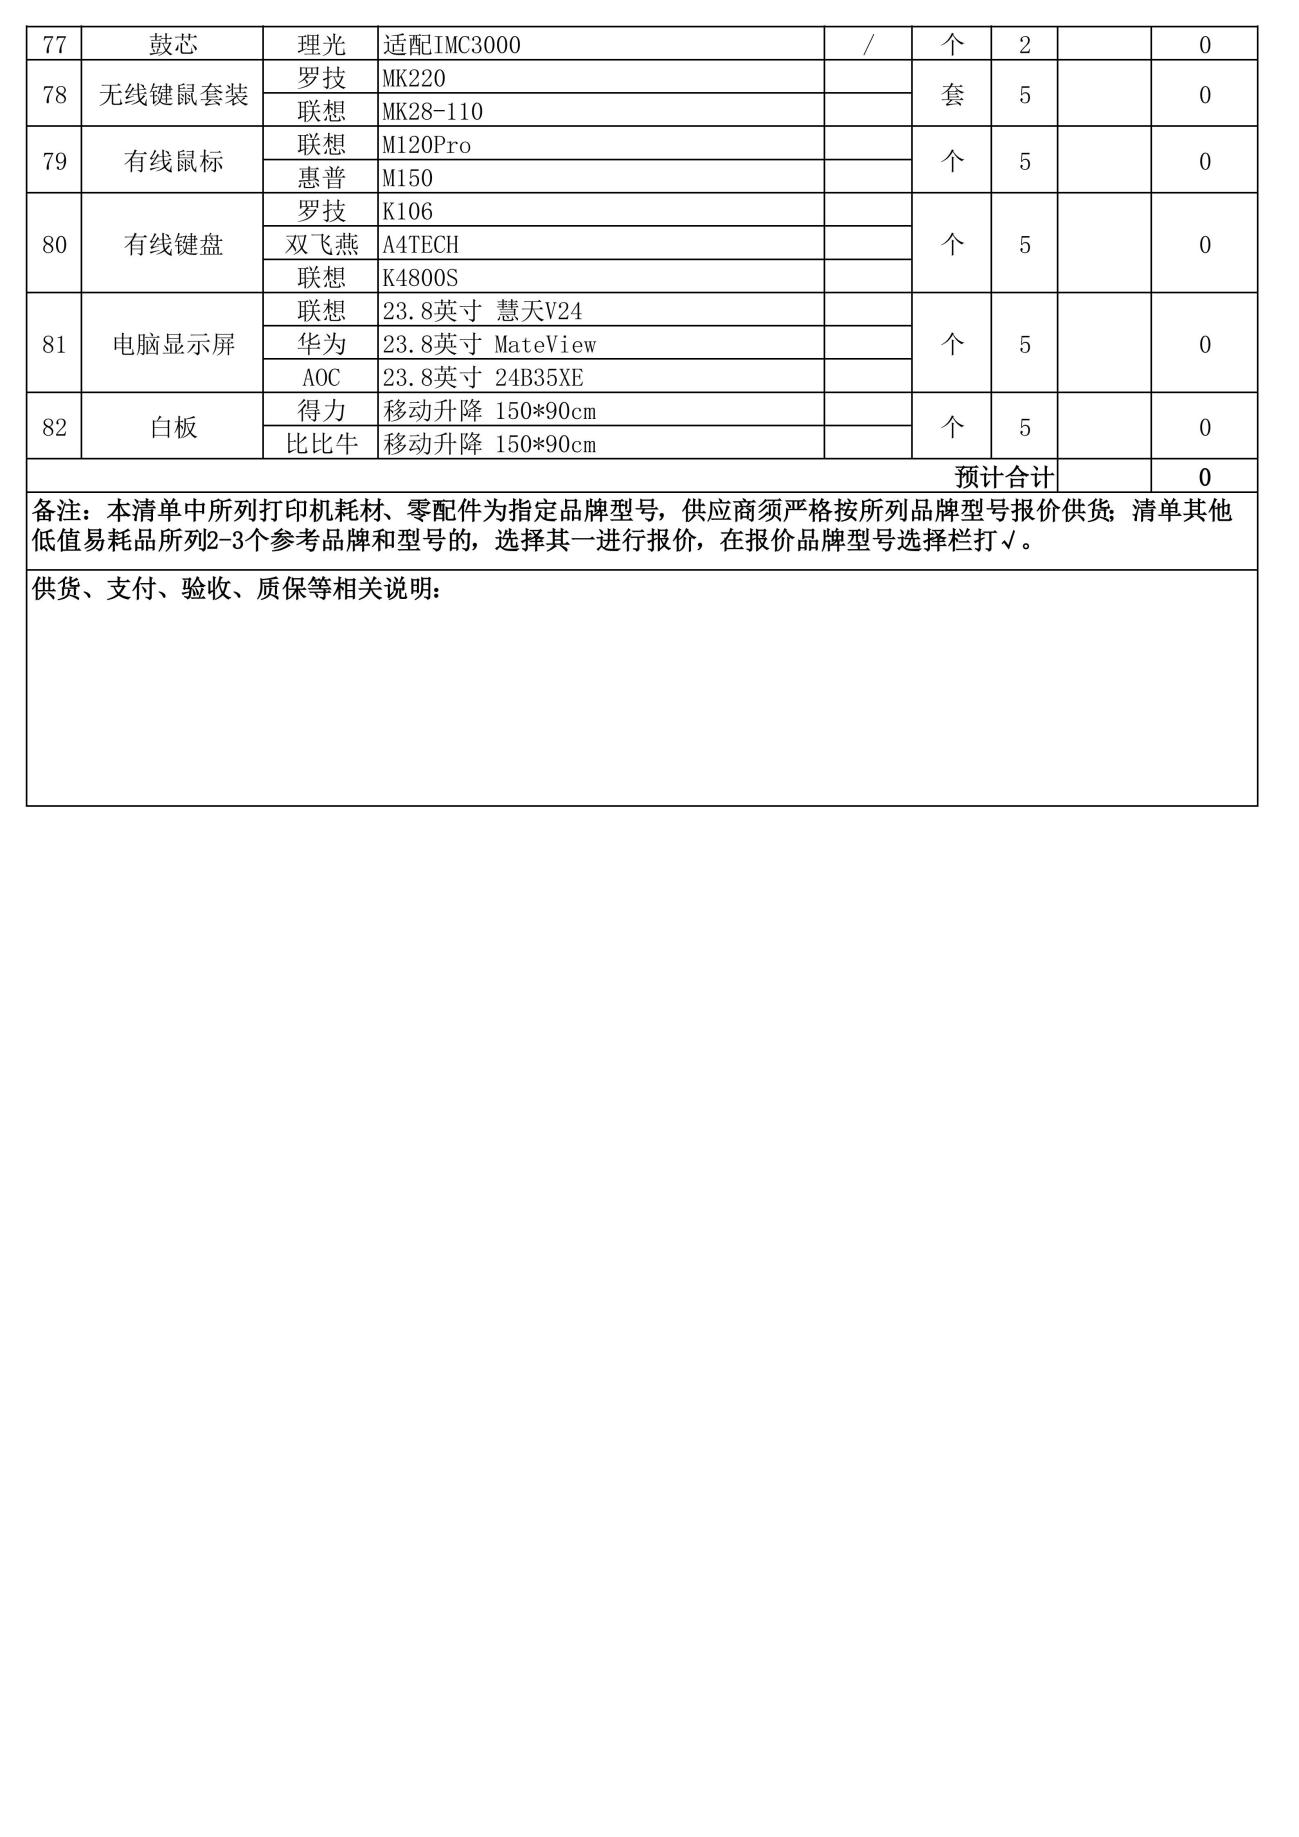 77 鼓芯 理光 适配IMC3000 / 个 2 0
78 无线键鼠套装 罗技 MK220 套 5 0
联想 MK28-110
79 有线鼠标 联想 M120Pro 个 5 0
惠普 M150
80 有线键盘 罗技 K106 个 5 0
双飞燕 A4TECH
联想 K4800S
81 电脑显示屏 联想 23.8英寸 慧天V24 个 5 0
华为 23.8英寸 MateView
AOC 23.8英寸 24B35XE
82 白板 得力 移动升降 150*90cm 个 5 0
比比牛 移动升降 150*90cm
预计合计 0
备注：本清单中所列打印机耗材、零配件为指定品牌型号，供应商须严格按所列品牌型号报价供货；清单其他
低值易耗品所列2-3个参考品牌和型号的，选择其一进行报价，在报价品牌型号选择栏打√。
供货、支付、验收、质保等相关说明：